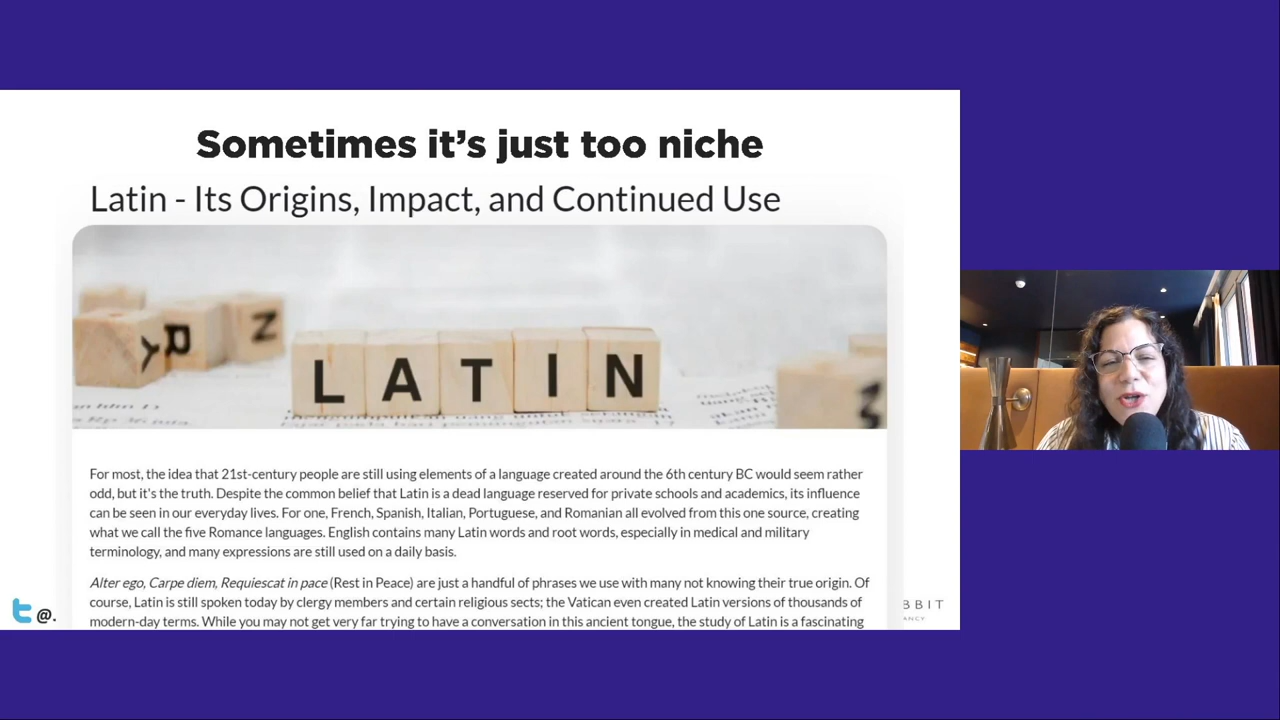 Sometimes it’s just too niche
Latin - Its Origins, Impact, and Continued Use
LATIN
For most, the idea that 21st-century people are still using elements of a language created around the 6th century BC would seem rather
odd, but it's the truth. Despite the common belief that Latin is a dead language reserved for private schools and academics, its influence
can be seen in our everyday lives. For one, French, Spanish, Italian, Portuguese, and Romanian all evolved from this one source, creating
what we call the five Romance languages. English contains many Latin words and root words, especially in medical and military
terminology, and many expressions are still used on a daily basis.
Alter ego, Carpe diem, Requiescat in pace (Rest in Peace) are just a handful of phrases we use with many not knowing their true origin. Of
course, Latin is still spoken today by clergy members and certain religious sects; the Vatican even created Latin versions of thousands of
modern-day terms. While you may not get very far trying to have a conversation in this ancient tongue, the study of Latin is a fascinating
@.
BBIT
ANCY